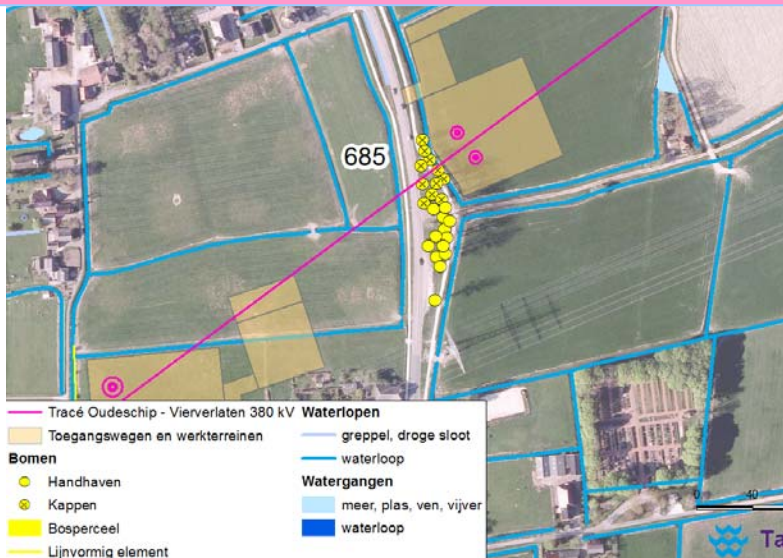 685
Tracé Oudeschip - Vierverlaten 380 kV
Toegangswegen en werkterreinen
Bomen
Handhaven
Kappen
Bosperceel
Lijnvormig element
Waterlopen
greppel, droge sloot
waterloop
Watergangen
meer, plas, ven, vijver
waterloop
0 40
Ta